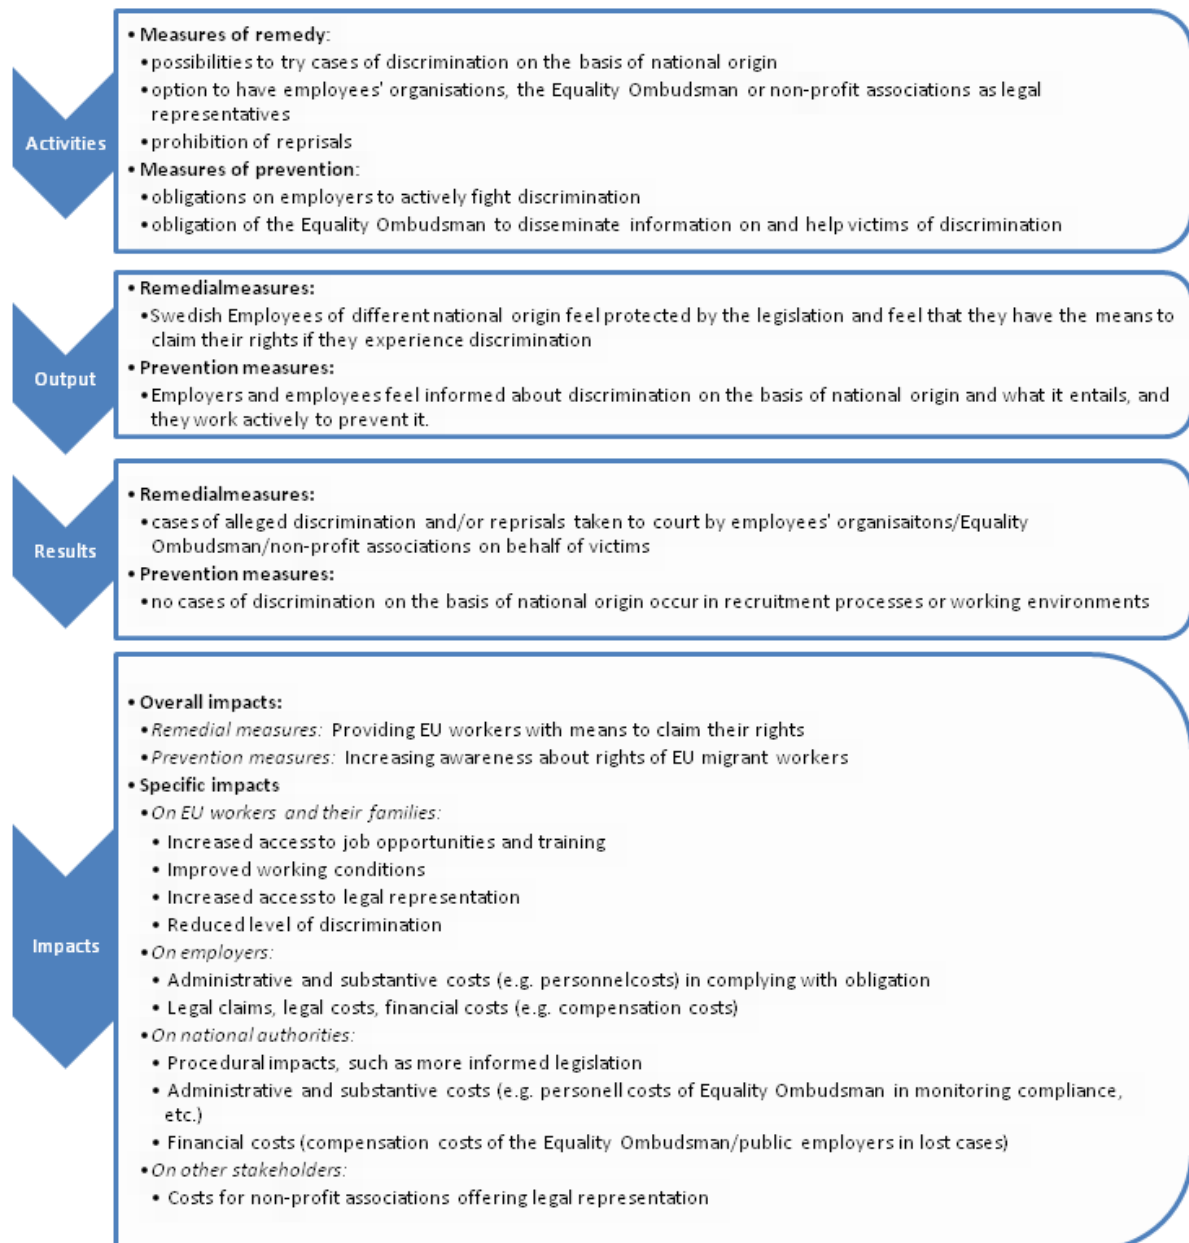 Activities
• Measures of remedy:
•possibilities to try cases of discrimination on the basis of national origin
•option to have employees' organisations, the Equality Ombudsman or non-profit associations as legal
representatives
•prohibition of reprisals
• Measures of prevention:
•obligations on employers to actively fight discrimination
•obligation of the Equality Ombudsman to disseminate information on and help victims of discrimination
Output
• Remedialmeasures:
•Swedish Employees of different national origin feel protected by the legislation and feel that they have the means to
claim their rights if they experience discrimination
• Prevention measures:
•Employers and employees feel informed about discrimination on the basis of national origin and what it entails, and
they work actively to prevent it.
Results
• Remedialmeasures:
•cases of alleged discrimination and/or reprisals taken to court by employees' organisaitons/Equality
Ombudsman/non-profit associations on behalf of victims
• Prevention measures:
•no cases of discrimination on the basis of national origin occur in recruitment processes or working environments
Impacts
• Overall impacts:
•Remedial measures: Providing EU workers with means to claim their rights
•Prevention measures: Increasing awareness about rights of EU migrant workers
• Specific impacts
•On EU workers and their families:
• Increased access to job opportunities and training
• Improved working conditions
• Increased access to legal representation
• Reduced level of discrimination
•On employers:
• Administrative and substantive costs (e.g. personnelcosts) in complying with obligation
• Legal claims, legal costs, financial costs (e.g. compensation costs)
•On national authorities:
• Procedural impacts, such as more informed legislation
• Administrative and substantive costs (e.g. personell costs of Equality Ombudsman in monitoring compliance,
etc.)
• Financial costs (compensation costs of the Equality Ombudsman/public employers in lost cases)
•On other stakeholders:
• Costs for non-profit associations offering legal representation